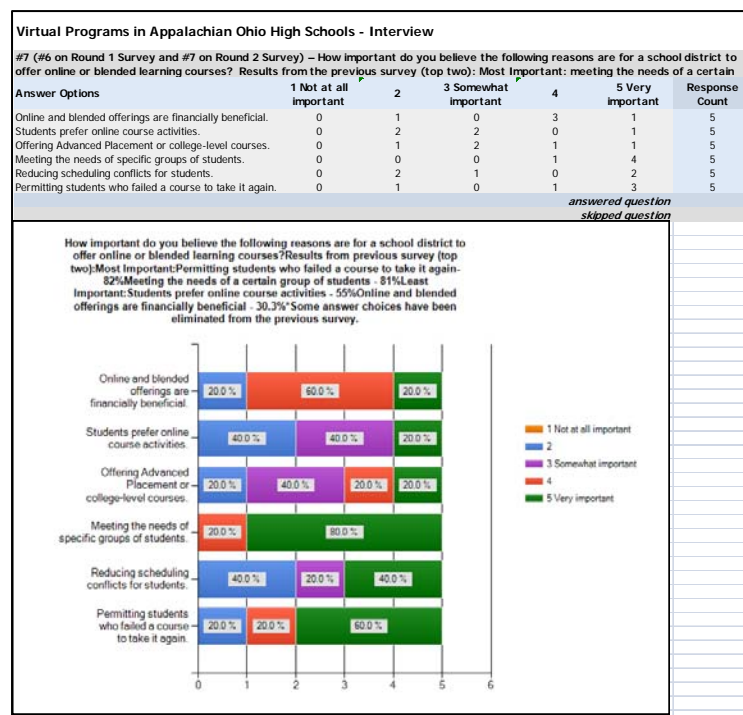 Virtual Programs in Appalachian Ohio High Schools - Interview
#7 (#6 on Round 1 Survey and #7 on Round 2 Survey) – How important do you believe the following reasons are for a school district to
offer online or blended learning courses? Results from the previous survey (top two): Most Important: meeting the needs of a certain
Answer Options 1 Not at all important 2 3 Somewhat important 4 5 Very important Response Count
Online and blended offerings are financially beneficial. 0 1 0 3 1 5
Students prefer online course activities. 0 2 2 0 1 5
Offering Advanced Placement or college-level courses. 0 1 2 1 1 5
Meeting the needs of specific groups of students. 0 0 0 1 4 5
Reducing scheduling conflicts for students. 0 2 1 0 2 5
Permitting students who failed a course to take it again. 0 1 0 1 3 5
answered question
skipped question
How important do you believe the following reasons are for a school district to
offer online or blended learning courses?Results from previous survey (top
two):Most Important:Permitting students who failed a course to take it again-
82%Meeting the needs of a certain group of students - 81%Least
Important:Students prefer online course activities - 55%Online and blended
offerings are financially beneficial - 30.3%*Some answer choices have been
eliminated from the previous survey.
Online and blended
offerings are
financially beneficial.
20.0 % 60.0 % 20.0 %
Students prefer online
course activities.
40.0 % 40.0 % 20.0 %
Offering Advanced
Placement or
college-level courses.
20.0 % 40.0 % 20.0 % 20.0 %
Meeting the needs of
specific groups of students.
20.0 % 80.0 %
Reducing scheduling
conflicts for students.
40.0 % 20.0 % 40.0 %
Permitting students
who failed a course
to take it again.
20.0 % 20.0 % 60.0 %
0 1 2 3 4 5 6
1 Not at all important
2
3 Somewhat important
4
5 Very important